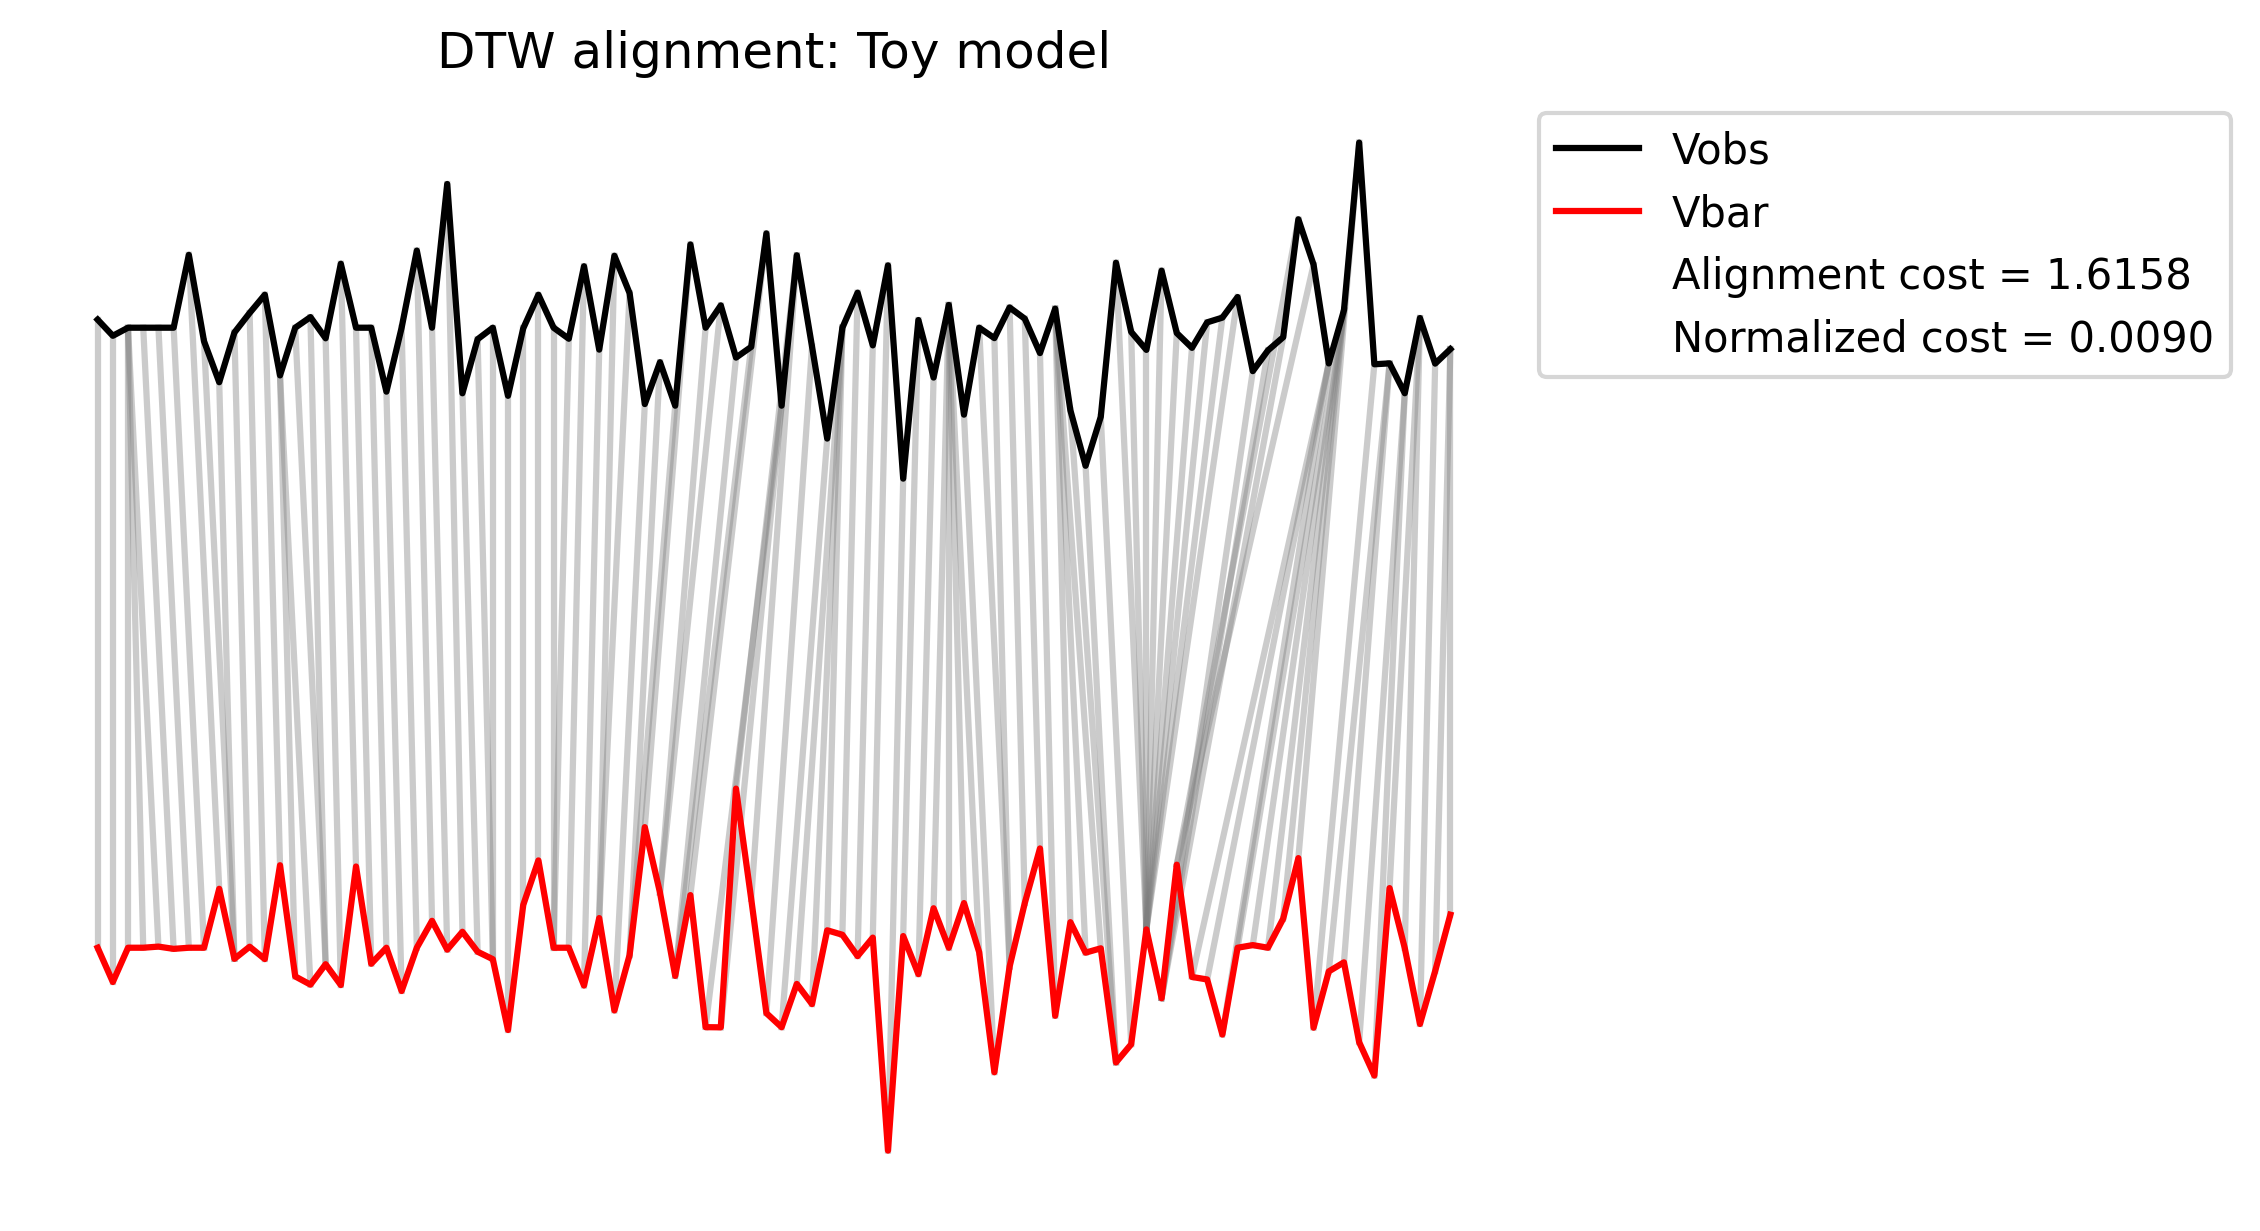 DTW alignment: Toy model
Vobs
Vbar
Alignment cost = 1.6158
Normalized cost = 0.0090